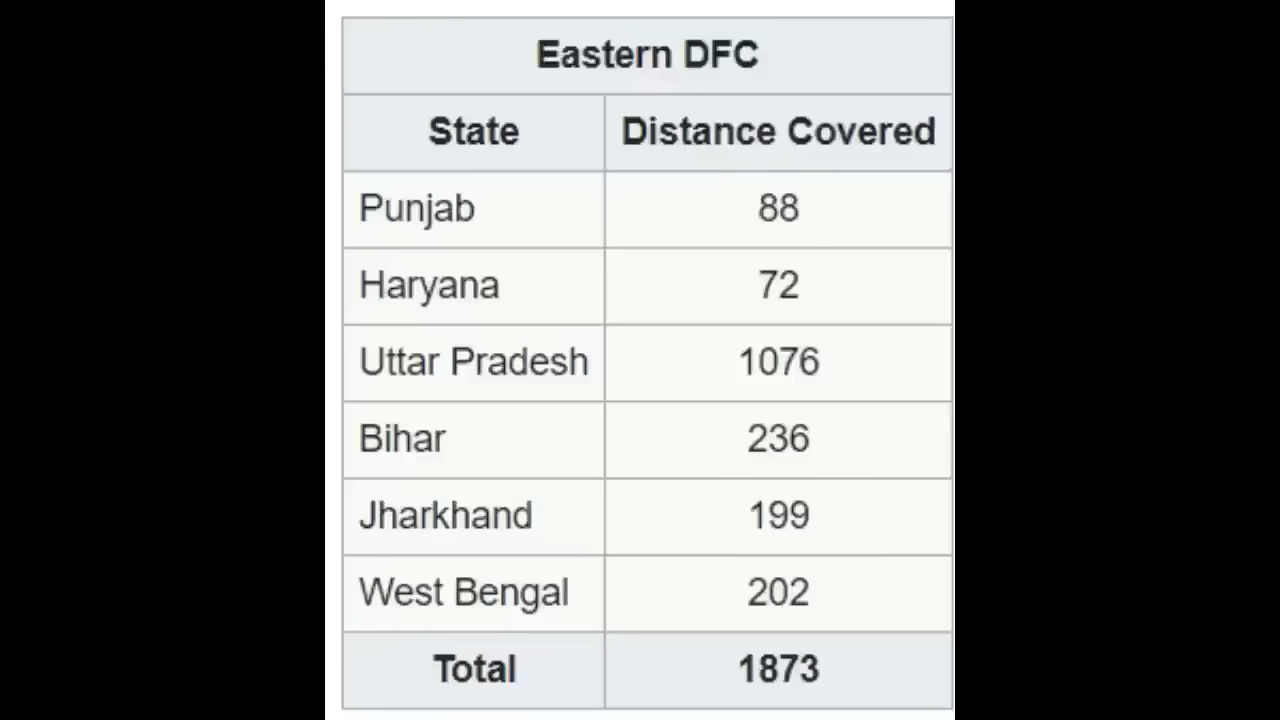 Eastern DFC
State Distance Covered
Punjab 88
Haryana 72
Uttar Pradesh 1076
Bihar 236
Jharkhand 199
West Bengal 202
Total 1873